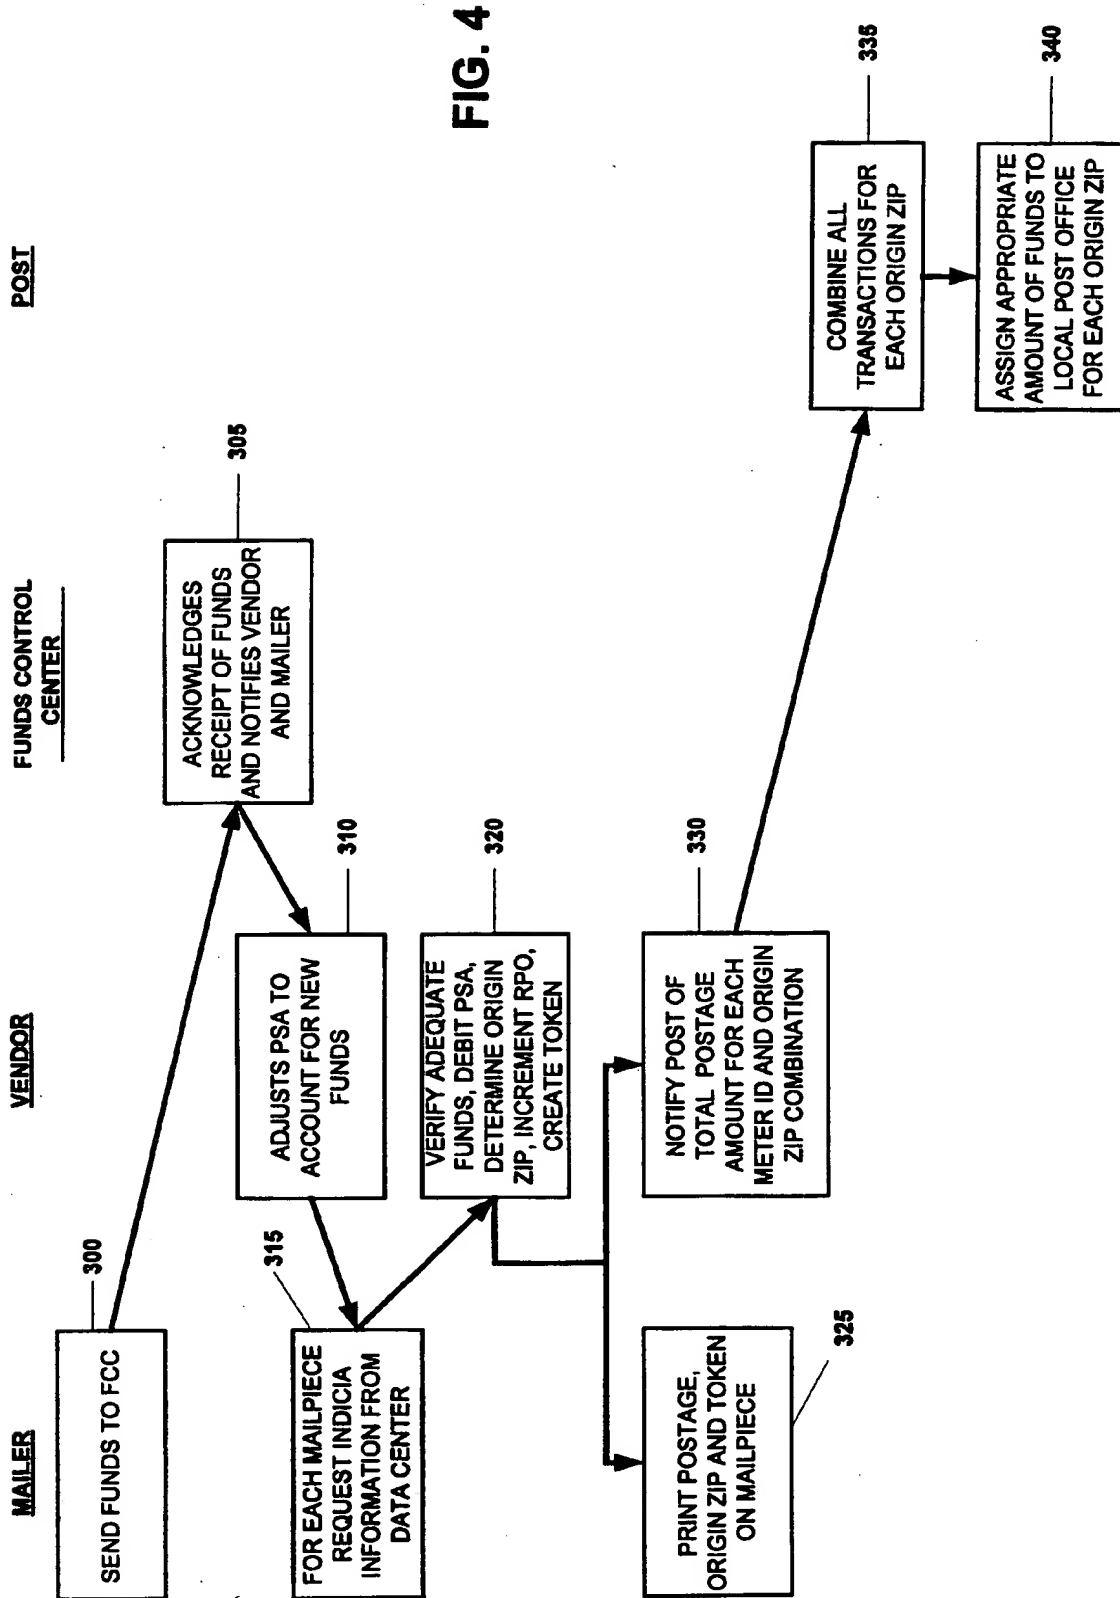 MAILER
VENDOR
FUNDS CONTROL
CENTER
POST
SEND FUNDS TO FCC
300
ACKNOWLEDGES
RECEIPT OF FUNDS
AND NOTIFIES VENDOR
AND MAILER
305
ADJUSTS PSA TO
ACCOUNT FOR NEW
FUNDS
310
FOR EACH MAILPIECE
REQUEST INDICIA
INFORMATION FROM
DATA CENTER
315
VERIFY ADEQUATE
FUNDS, DEBIT PSA,
DETERMINE ORIGIN
ZIP, INCREMENT RPO,
CREATE TOKEN
320
PRINT POSTAGE,
ORIGIN ZIP AND TOKEN
ON MAILPIECE
325
NOTIFY POST OF
TOTAL POSTAGE
AMOUNT FOR EACH
METER ID AND ORIGIN
ZIP COMBINATION
330
COMBINE ALL
TRANSACTIONS FOR
EACH ORIGIN ZIP
335
ASSIGN APPROPRIATE
AMOUNT OF FUNDS TO
LOCAL POST OFFICE
FOR EACH ORIGIN ZIP
340
FIG. 4